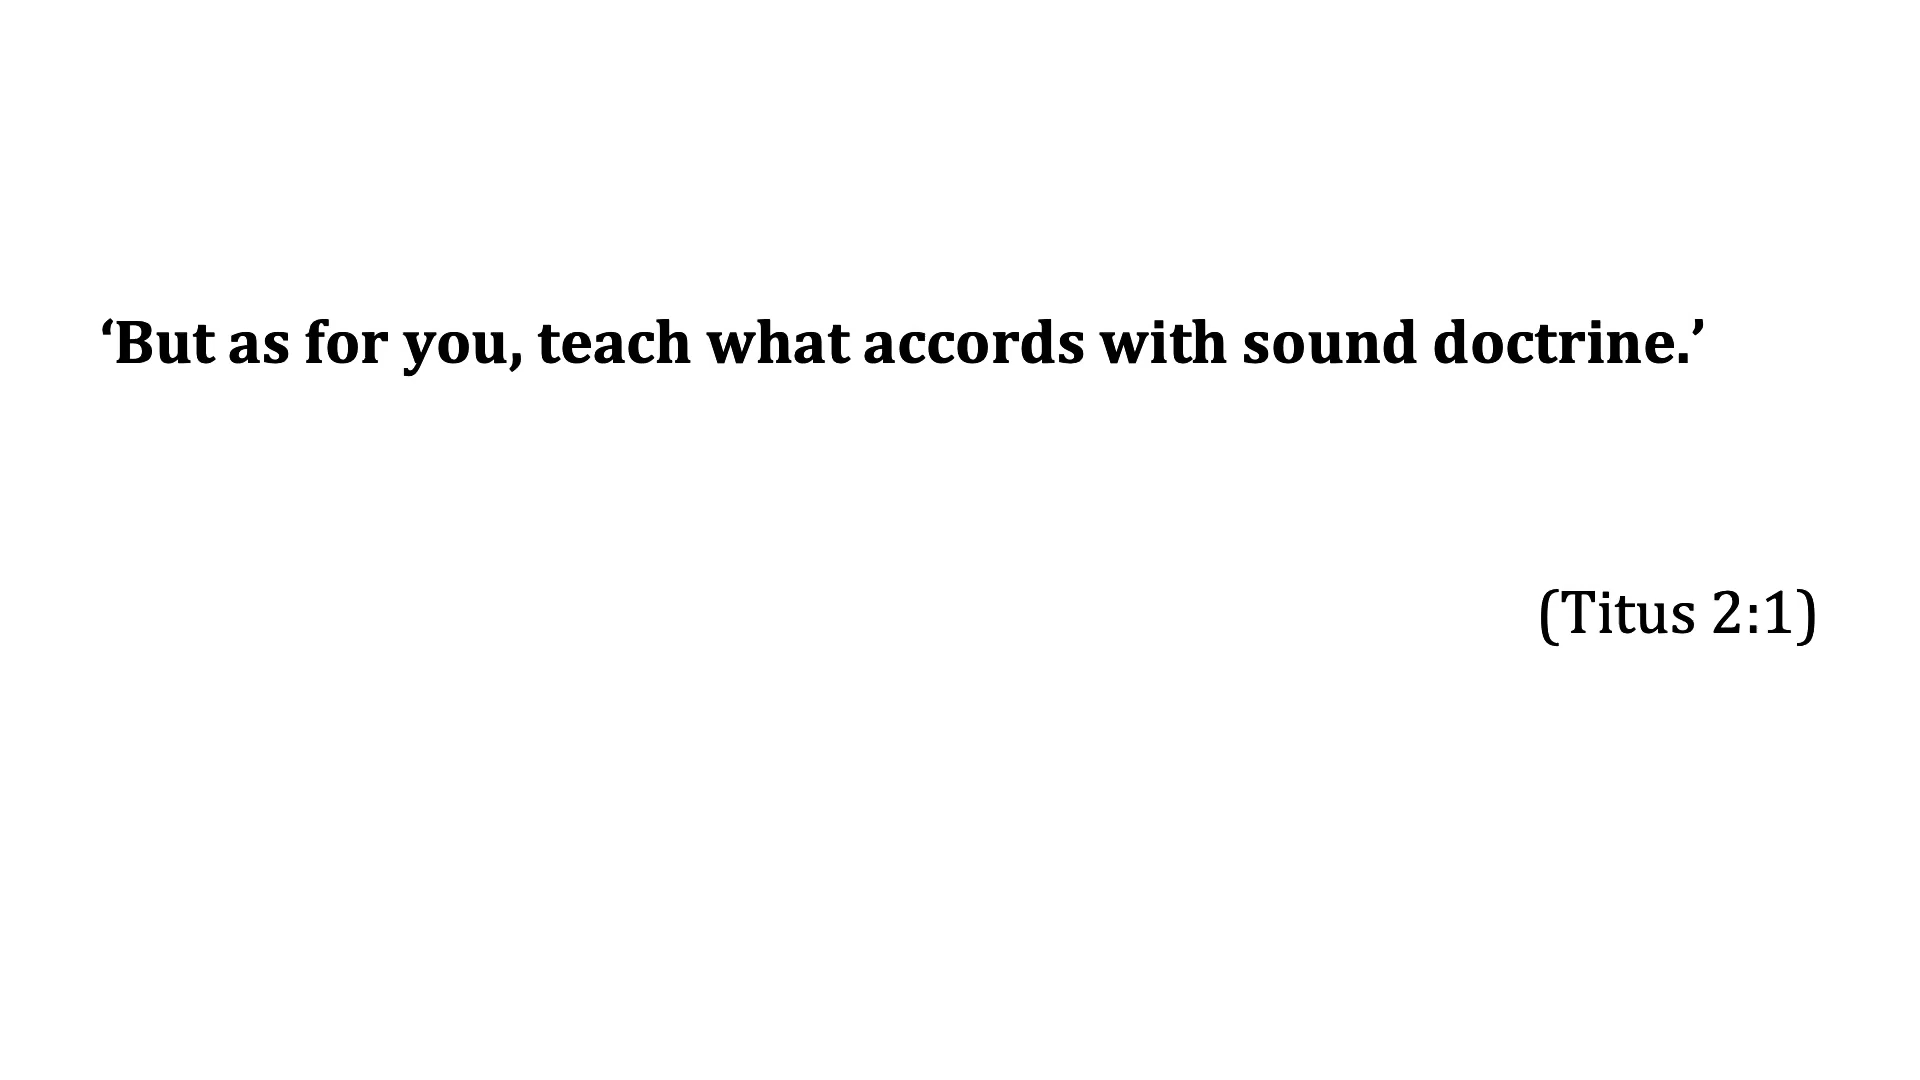 ‘But as for you, teach what accords with sound doctrine.’
(Titus 2:1)